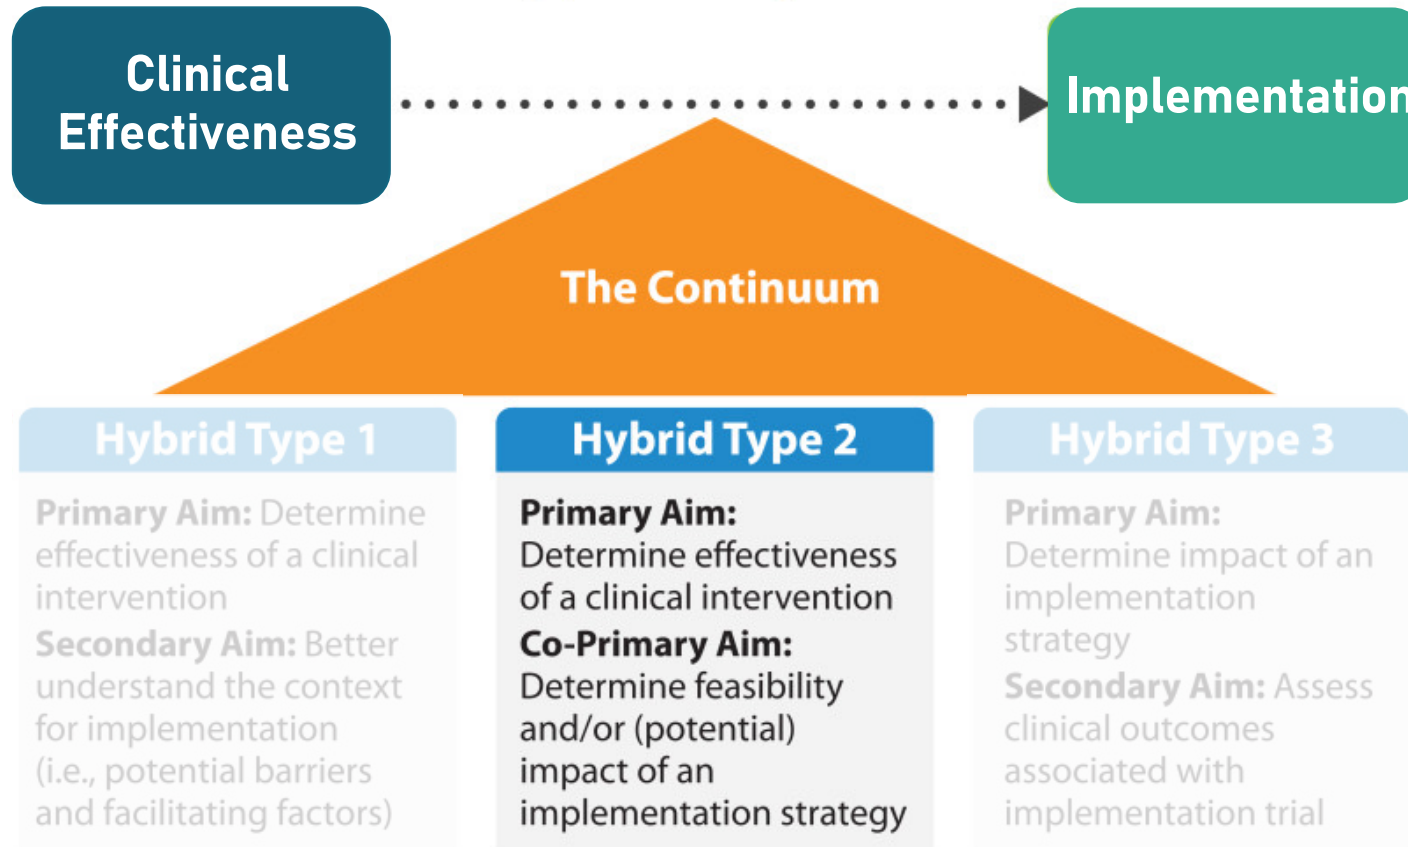 Clinical
Effectiveness
Implementation
The Continuum
Hybrid Type 1
Primary Aim: Determine
effectiveness of a clinical
intervention
Secondary Aim: Better
understand the context
for implementation
(i.e., potential barriers
and facilitating factors)
Hybrid Type 2
Primary Aim:
Determine effectiveness
of a clinical intervention
Co-Primary Aim:
Determine feasibility
and/or (potential)
impact of an
implementation strategy
Hybrid Type 3
Primary Aim:
Determine impact of an
implementation
strategy
Secondary Aim: Assess
clinical outcomes
associated with
implementation trial